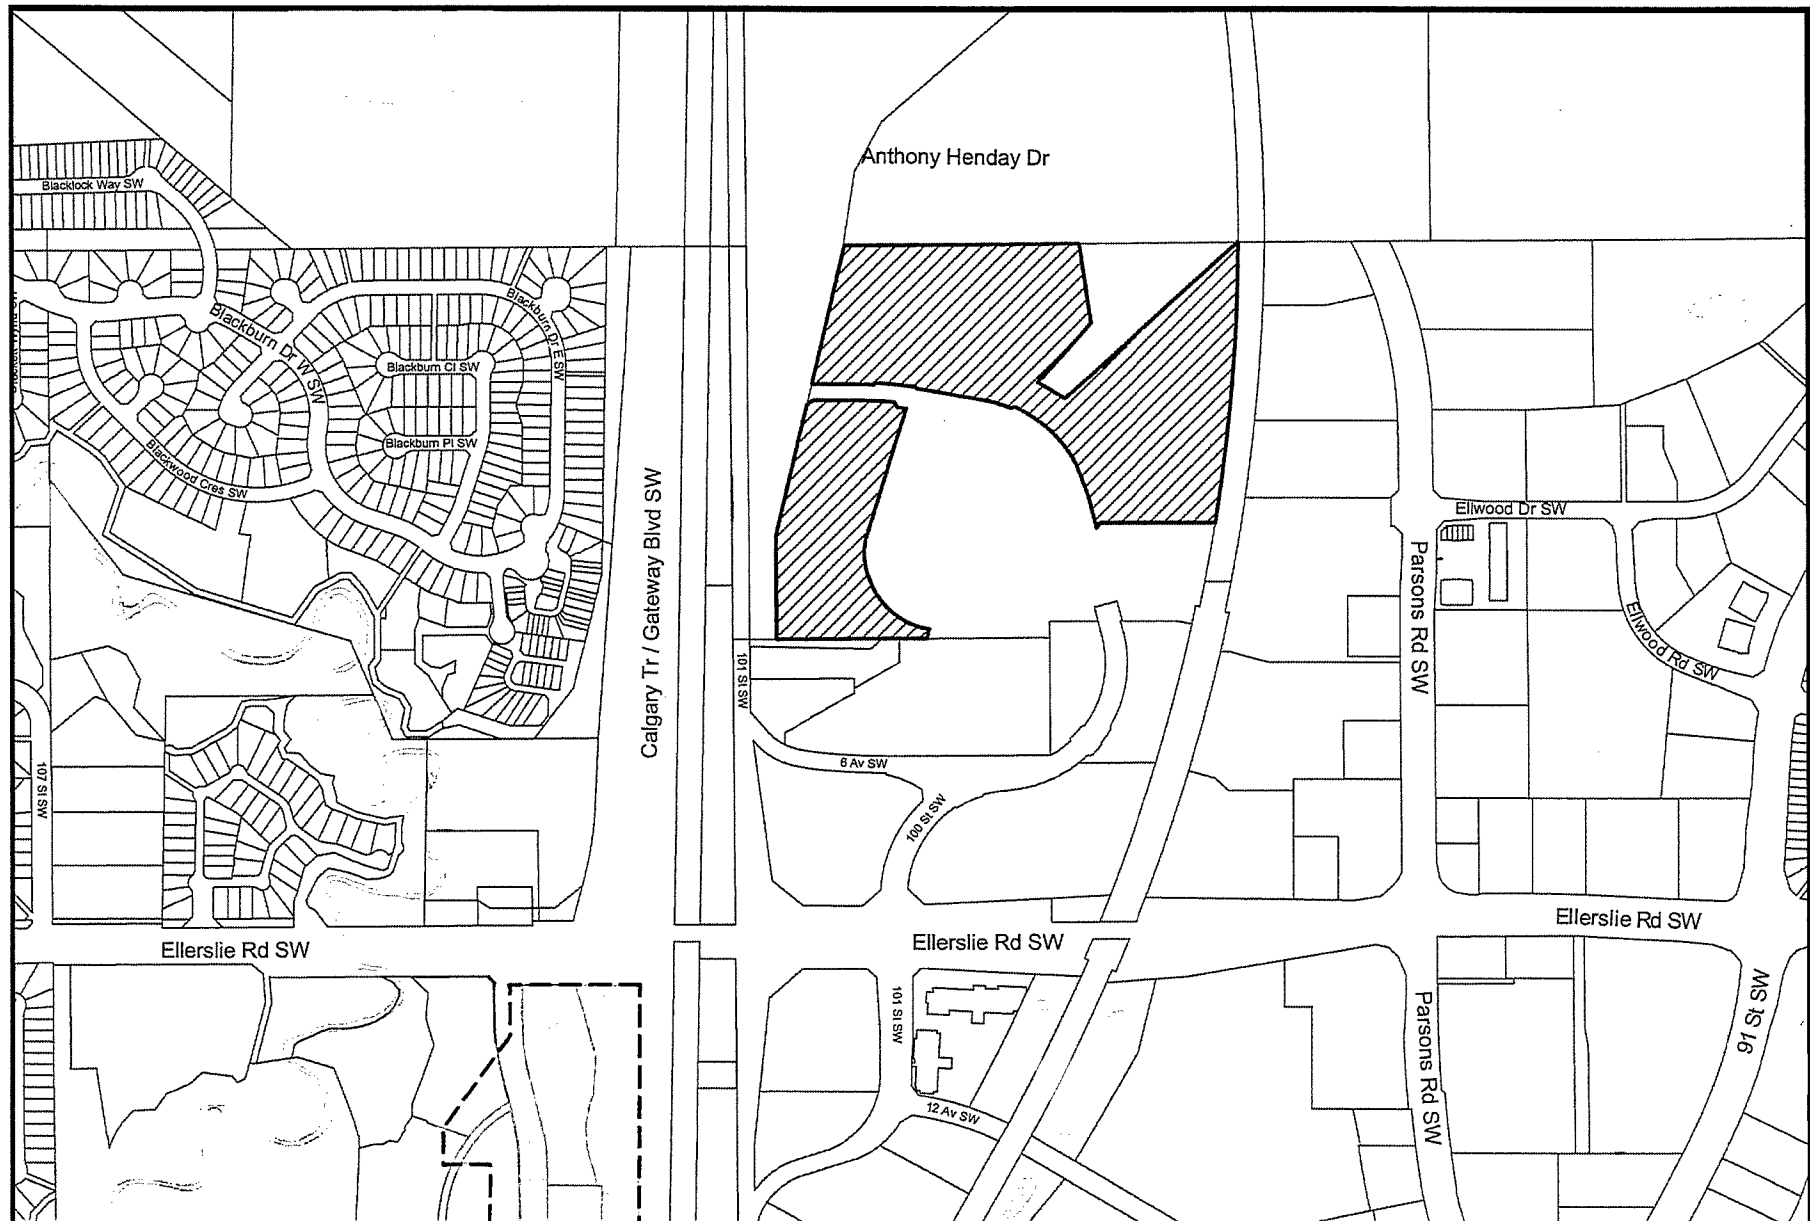 Anthony Henday Dr
Blacklock Way SW
Blackburn Dr W SW
Blackburn Dr E SW
Blackburn Cl SW
Blackburn Pl SW
Blackwood Cres SW
Calgary Tr / Gateway Blvd SW
Ellwood Dr SW
Parsons Rd SW
Ellwood Rd SW
101 St SW
6 Av SW
100 St SW
107 St SW
Ellerslie Rd SW
Ellerslie Rd SW
Ellerslie Rd SW
101 St SW
12 Av SW
Parsons Rd SW
91 St SW